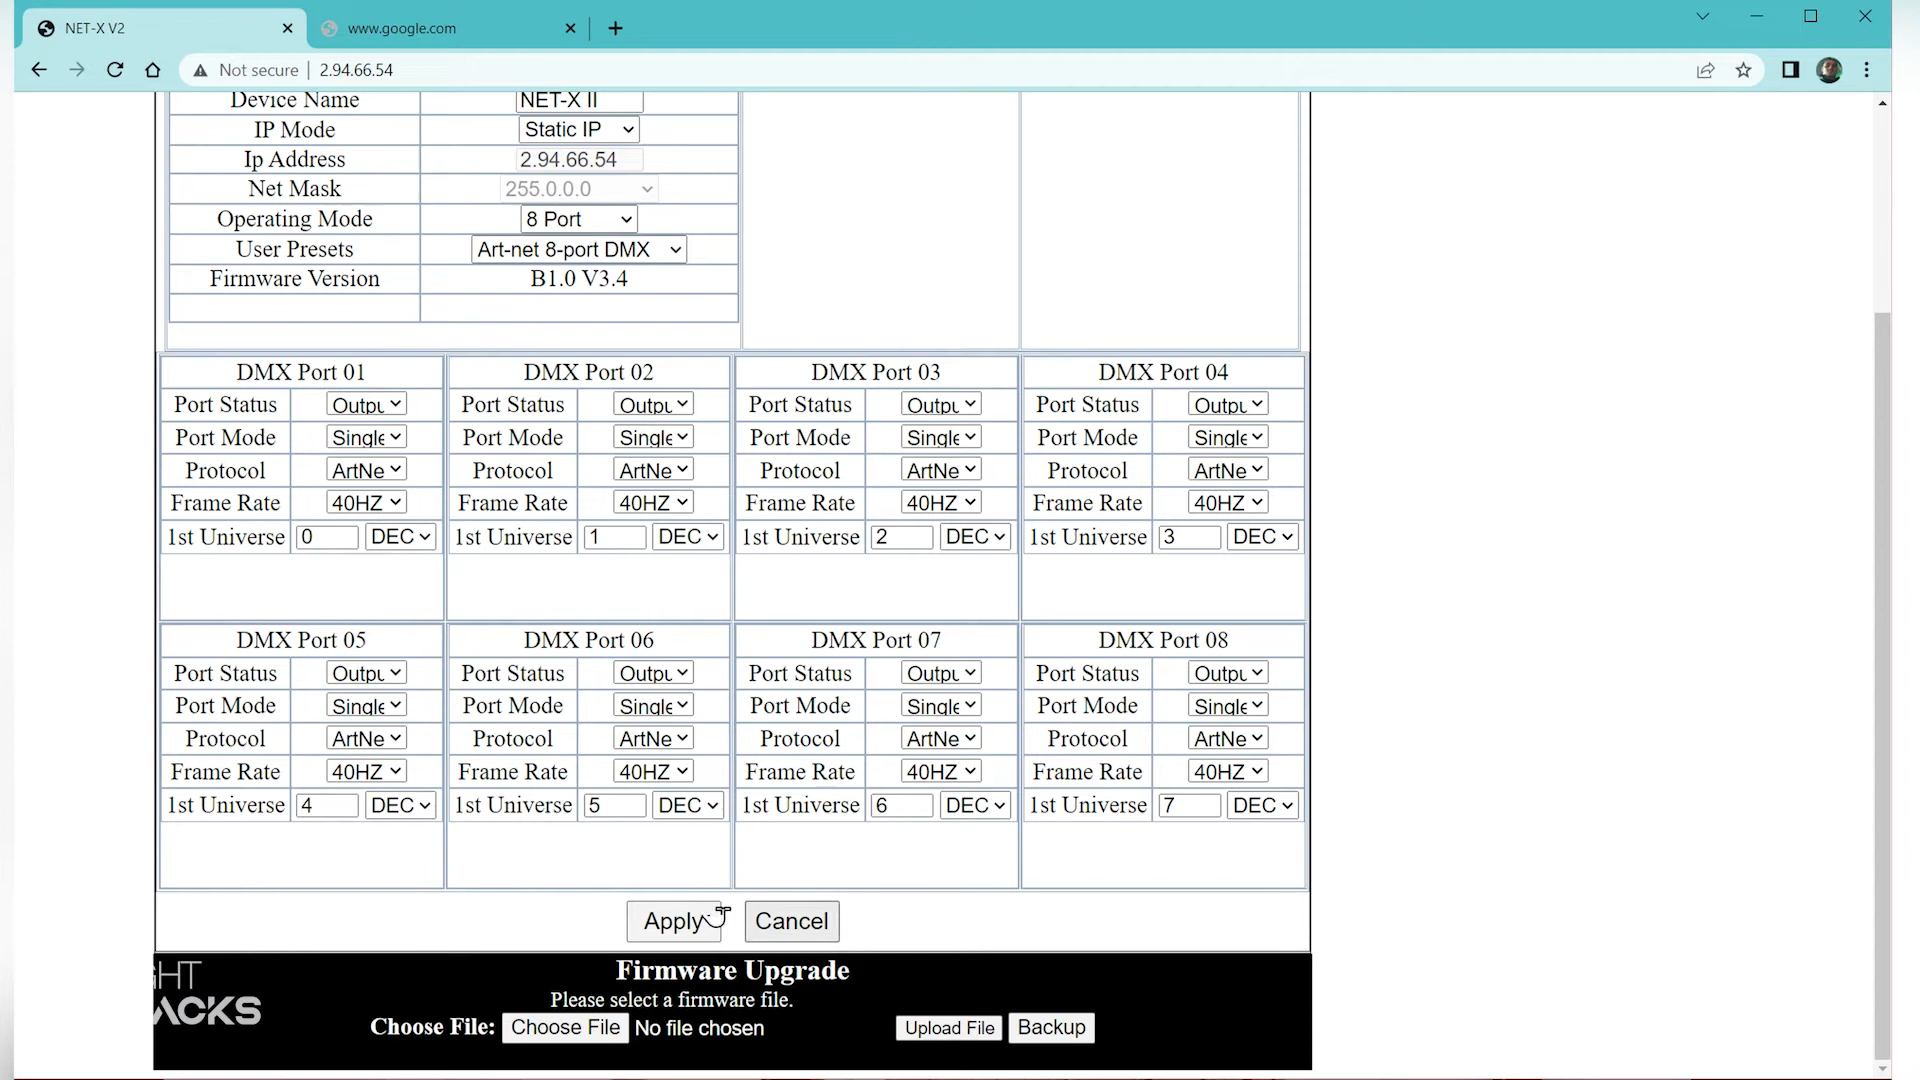 NET-X V2
www.google.com
Not secure 2.94.66.54
Device Name NET-X II
IP Mode Static IP
Ip Address 2.94.66.54
Net Mask 255.0.0.0
Operating Mode 8 Port
User Presets Art-net 8-port DMX
Firmware Version B1.0 V3.4
DMX Port 01 DMX Port 02 DMX Port 03 DMX Port 04
Port Status Outpu Port Status Outpu Port Status Outpu Port Status Outpu
Port Mode Single Port Mode Single Port Mode Single Port Mode Single
Protocol ArtNe Protocol ArtNe Protocol ArtNe Protocol ArtNe
Frame Rate 40HZ Frame Rate 40HZ Frame Rate 40HZ Frame Rate 40HZ
1st Universe 0 DEC 1st Universe 1 DEC 1st Universe 2 DEC 1st Universe 3 DEC
DMX Port 05 DMX Port 06 DMX Port 07 DMX Port 08
Port Status Outpu Port Status Outpu Port Status Outpu Port Status Outpu
Port Mode Single Port Mode Single Port Mode Single Port Mode Single
Protocol ArtNe Protocol ArtNe Protocol ArtNe Protocol ArtNe
Frame Rate 40HZ Frame Rate 40HZ Frame Rate 40HZ Frame Rate 40HZ
1st Universe 4 DEC 1st Universe 5 DEC 1st Universe 6 DEC 1st Universe 7 DEC
Apply Cancel
Firmware Upgrade
Please select a firmware file.
Choose File: Choose File No file chosen Upload File Backup
GHT
ACKS